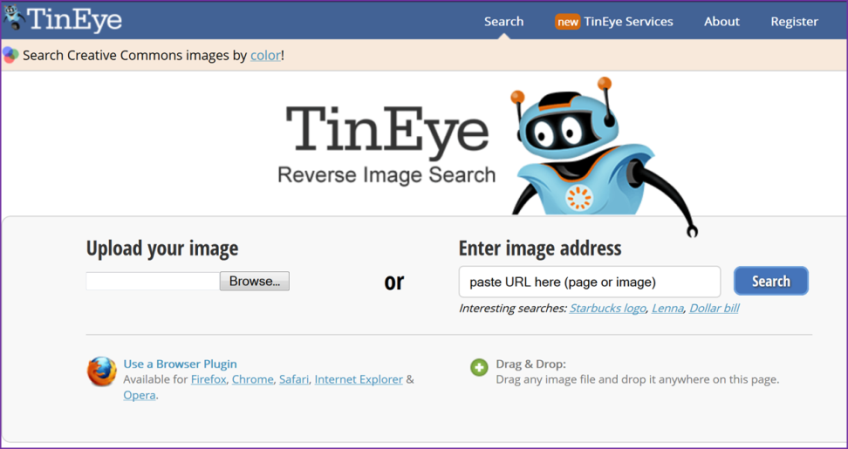 TinEye
Search
new TinEye Services
About
Register
Search Creative Commons images by color!
TinEye
Reverse Image Search
Upload your image
Browse...
or
Enter image address
paste URL here (page or image)
Search
Interesting searches: Starbucks logo, Lenna, Dollar bill
Use a Browser Plugin
Available for Firefox, Chrome, Safari, Internet Explorer &
Opera.
Drag & Drop:
Drag any image file and drop it anywhere on this page.